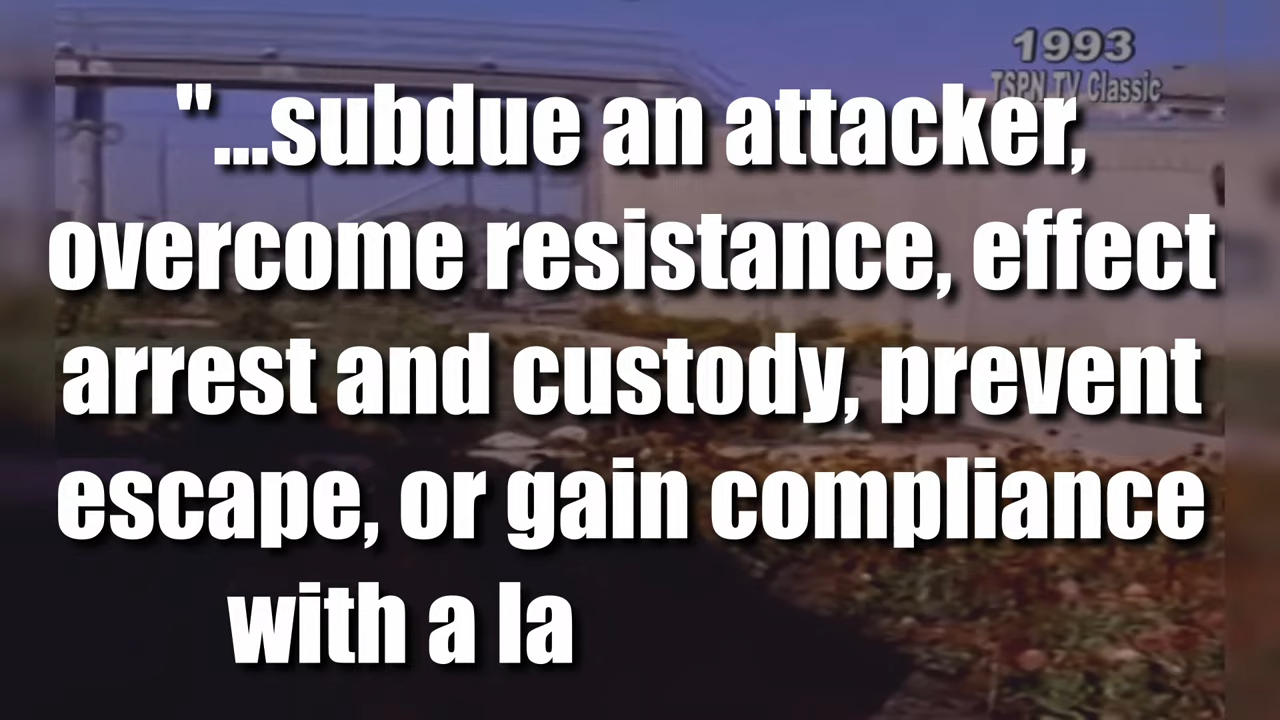 1993
TSPN TV Classic
"...subdue an attacker,
overcome resistance, effect
arrest and custody, prevent
escape, or gain compliance
with a la